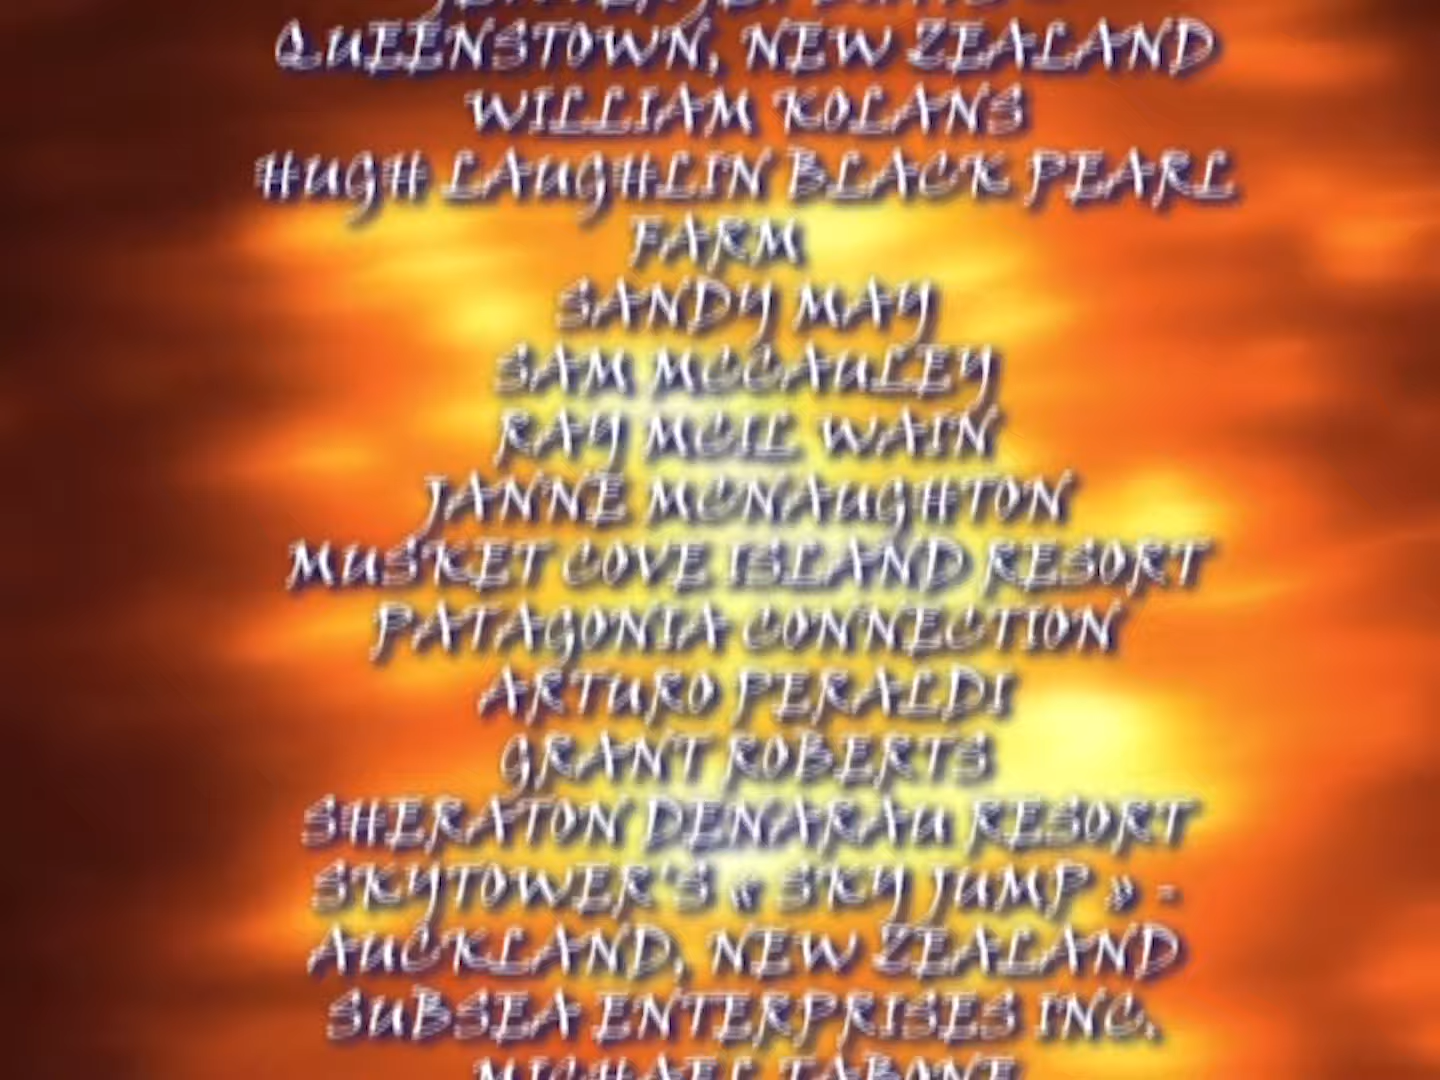 QUEENSTOWN, NEW ZEALAND
WILLIAM KOLANS
HUGH LAUGHLIN BLACK PEARL
FARM
SANDY MAY
SAM MCCAULEY
RAY MCIL WAIN
JANNE MCNAUGHTON
MUSKET COVE ISLAND RESORT
PATAGONIA CONNECTION
ARTURO PERALDI
GRANT ROBERTS
SHERATON DENARAU RESORT
SKYTOWER'S « SKY JUMP » -
AUCKLAND, NEW ZEALAND
SUBSEA ENTERPRISES INC.
MICHAEL TABONE